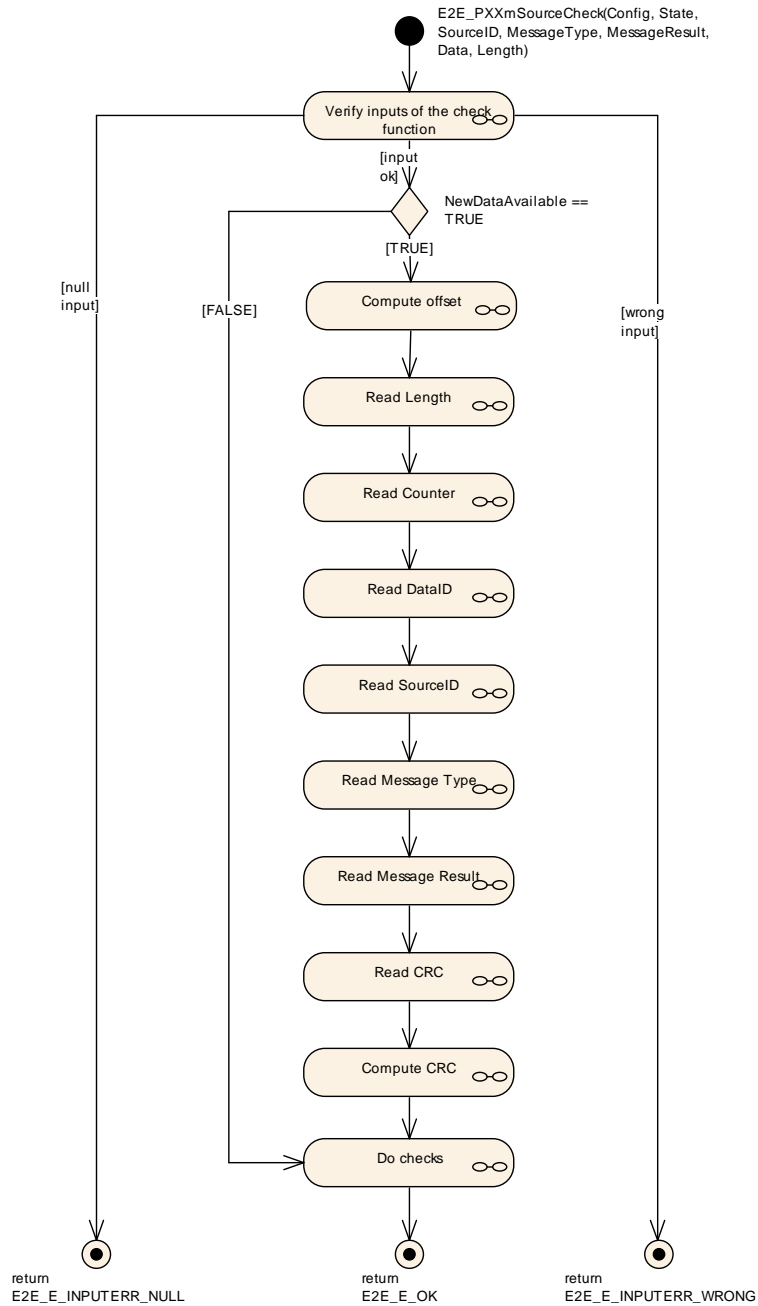 E2E_PXXmSourceCheck(Config, State,
SourceID, MessageType, MessageResult,
Data, Length)
Verify inputs of the check
function
[input
ok]
NewDataAvailable ==
TRUE
[TRUE]
[null
input]
[FALSE]
[wrong
input]
Compute offset
Read Length
Read Counter
Read DataID
Read SourceID
Read Message Type
Read Message Result
Read CRC
Compute CRC
Do checks
return
E2E_E_INPUTERR_NULL
return
E2E_E_OK
return
E2E_E_INPUTERR_WRONG